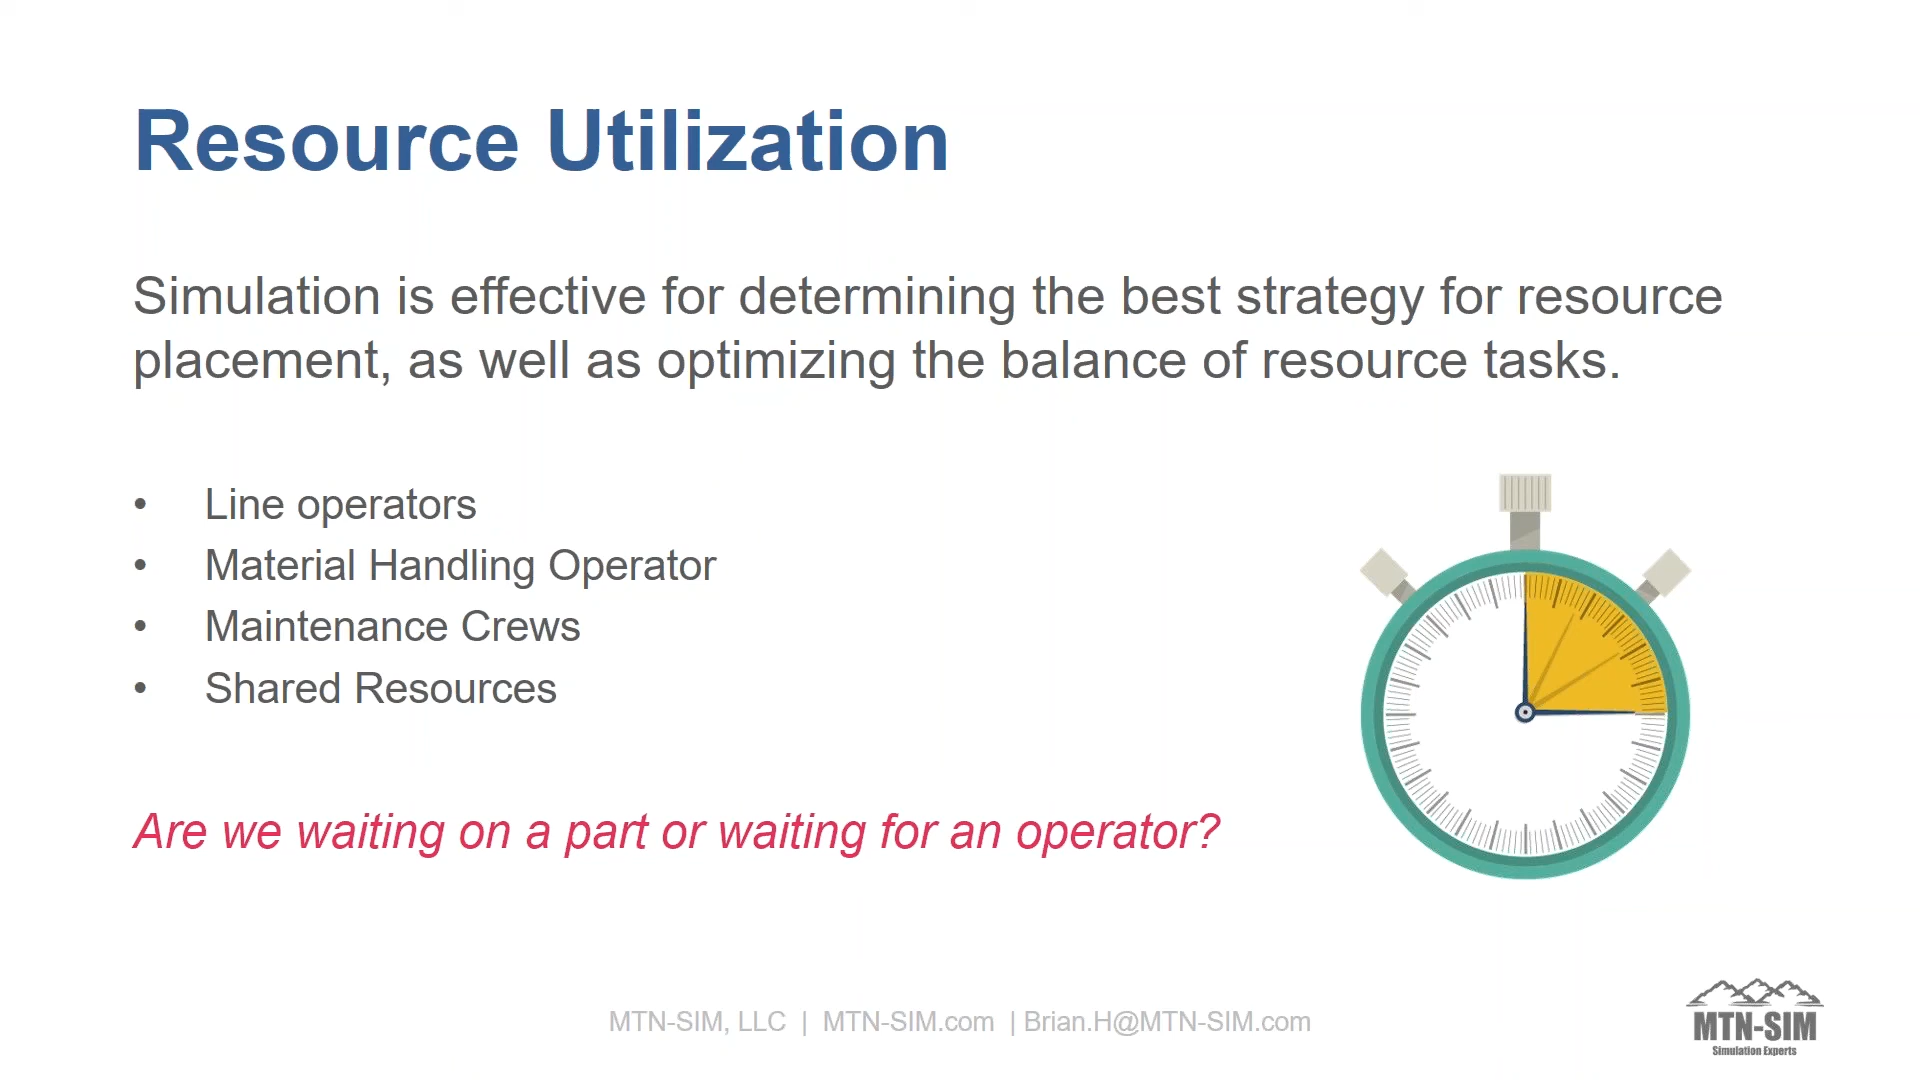 Resource Utilization
Simulation is effective for determining the best strategy for resource
placement, as well as optimizing the balance of resource tasks.
• Line operators
• Material Handling Operator
• Maintenance Crews
• Shared Resources
Are we waiting on a part or waiting for an operator?
MTN-SIM, LLC | MTN-SIM.com | Brian.H@MTN-SIM.com
MTN-SIM
Simulation Experts